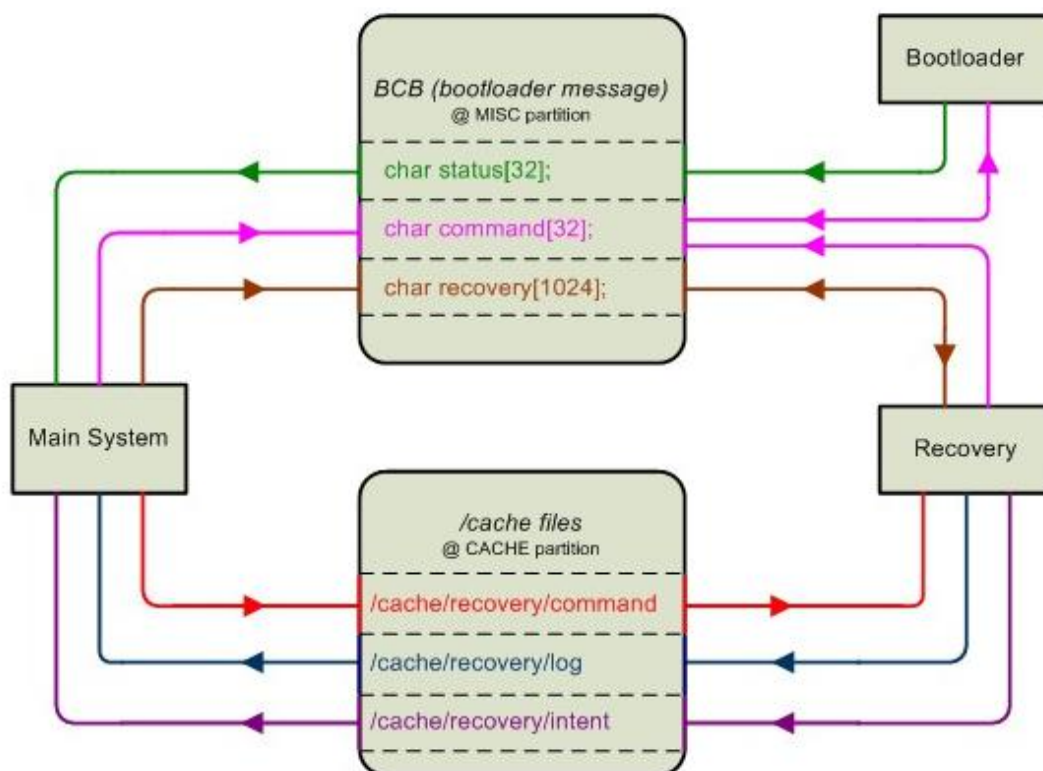 BCB (bootloader message)
@ MISC partition
Bootloader
char status[32];
char command[32];
char recovery[1024];
Main System
Recovery
/cache files
@ CACHE partition
/cache/recovery/command
/cache/recovery/log
/cache/recovery/intent